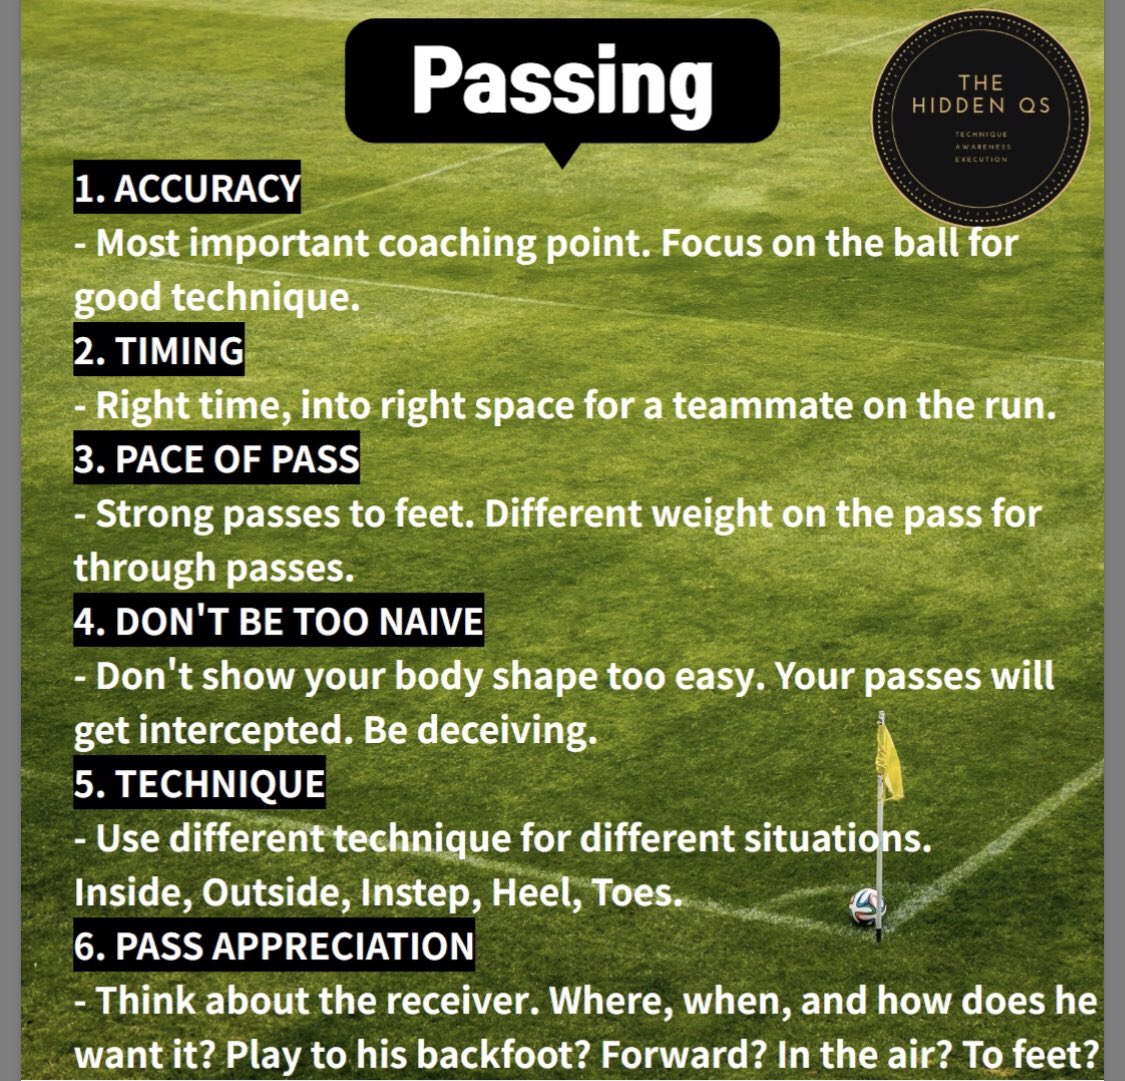 Passing
THE
HIDDEN QS
TECHNIQUE
AWARENESS
EXECUTION
1. ACCURACY
- Most important coaching point. Focus on the ball for
good technique.
2. TIMING
- Right time, into right space for a teammate on the run.
3. PACE OF PASS
- Strong passes to feet. Different weight on the pass for
through passes.
4. DON'T BE TOO NAIVE
- Don't show your body shape too easy. Your passes will
get intercepted. Be deceiving.
5. TECHNIQUE
- Use different technique for different situations.
Inside, Outside, Instep, Heel, Toes.
6. PASS APPRECIATION
- Think about the receiver. Where, when, and how does he
want it? Play to his backfoot? Forward? In the air? To feet?